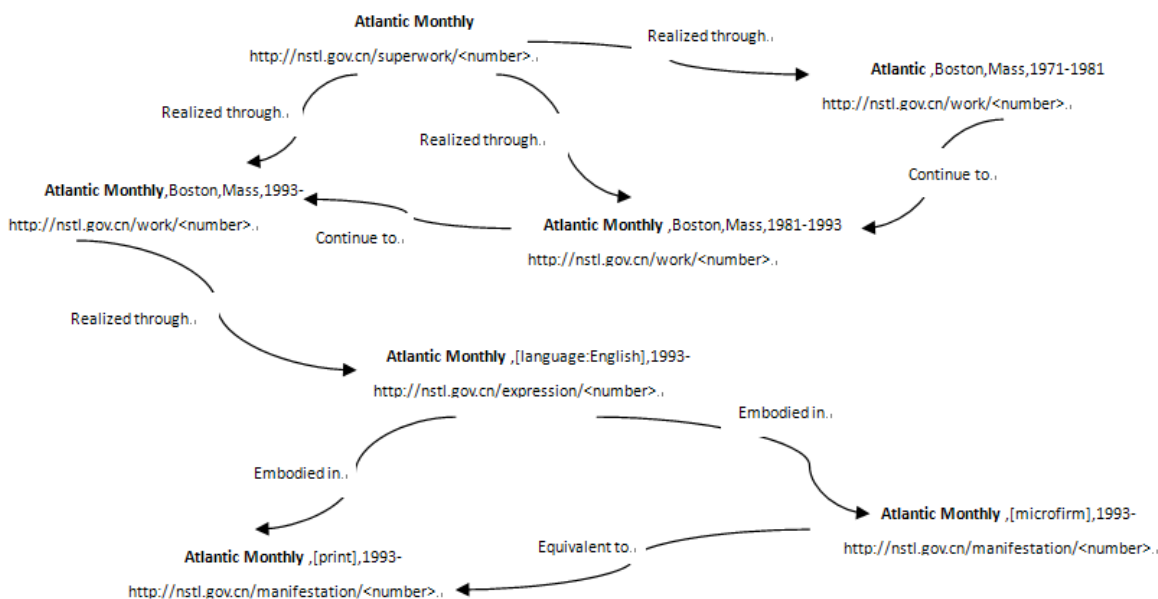 Atlantic Monthly
http://nstl.gov.cn/superwork/<number>.
Realized through.
Atlantic ,Boston,Mass,1971-1981
http://nstl.gov.cn/work/<number>.
Realized through.
Realized through.
Continue to.
Atlantic Monthly,Boston,Mass,1993-
http://nstl.gov.cn/work/<number>.
Continue to.
Atlantic Monthly ,Boston,Mass,1981-1993
http://nstl.gov.cn/work/<number>.
Realized through.
Atlantic Monthly ,[language:English],1993-
http://nstl.gov.cn/expression/<number>.
Embodied in.
Embodied in.
Atlantic Monthly ,[microfirm],1993-
http://nstl.gov.cn/manifestation/<number>.
Equivalent to.
Atlantic Monthly ,[print],1993-
http://nstl.gov.cn/manifestation/<number>.